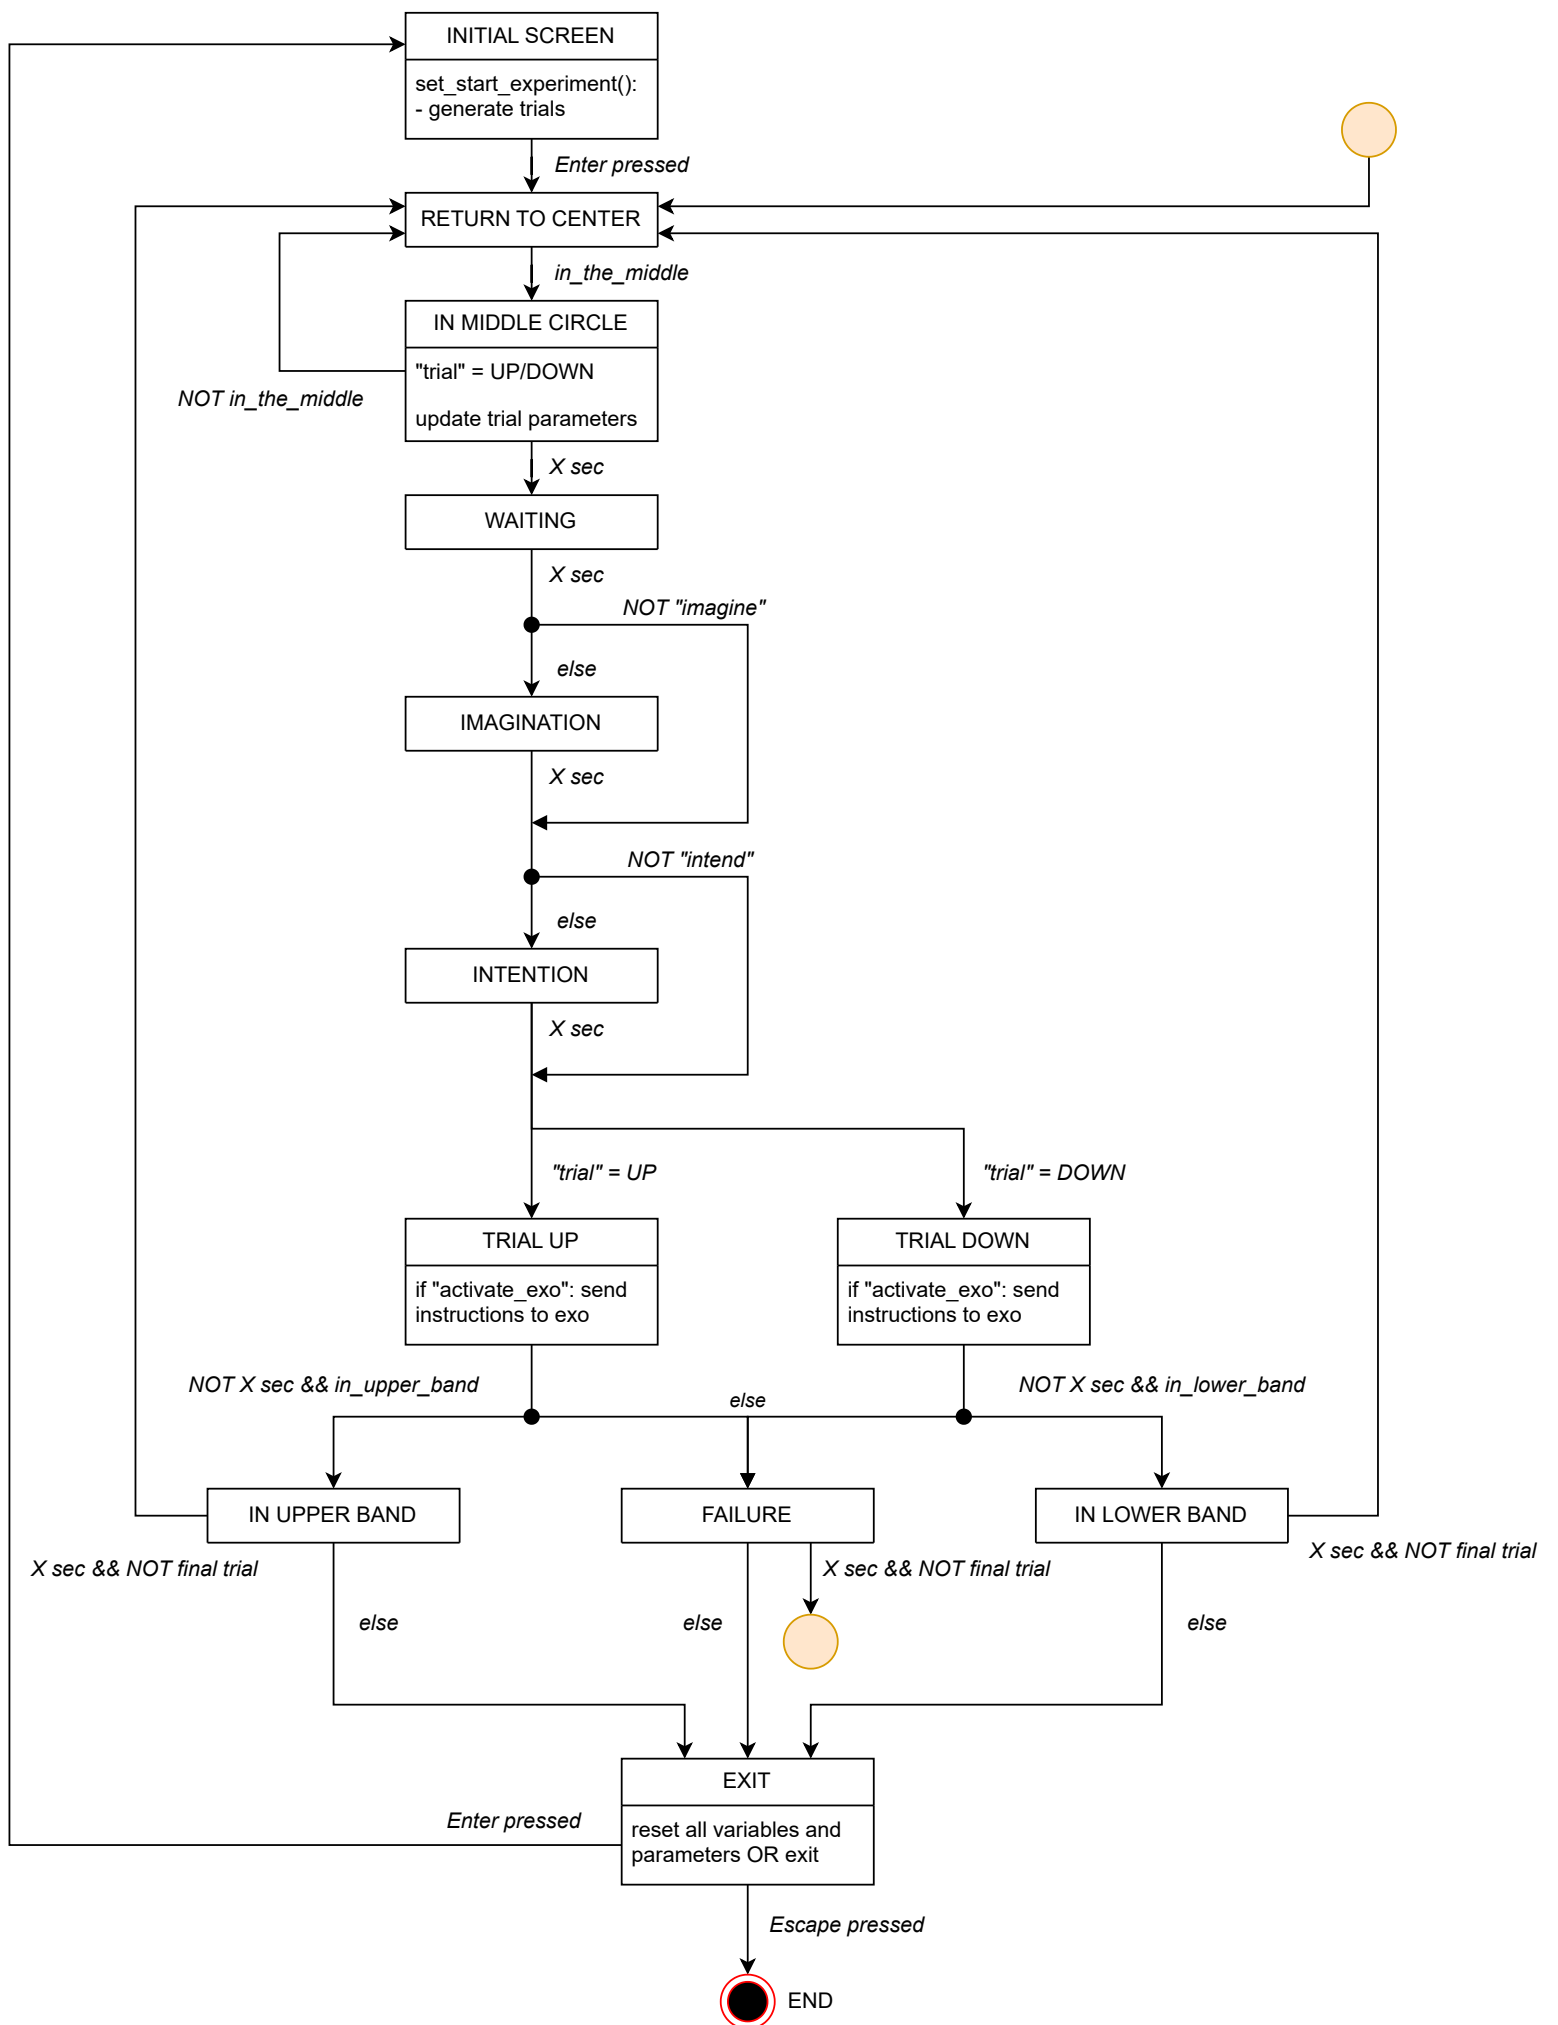 INITIAL SCREEN
set_start_experiment():
- generate trials
Enter pressed
RETURN TO CENTER
in_the_middle
IN MIDDLE CIRCLE
"trial" = UP/DOWN
NOT in_the_middle
update trial parameters
X sec
WAITING
X sec
NOT "imagine"
else
IMAGINATION
X sec
NOT "intend"
else
INTENTION
X sec
"trial" = UP
"trial" = DOWN
TRIAL UP
if "activate_exo": send
instructions to exo
TRIAL DOWN
if "activate_exo": send
instructions to exo
NOT X sec && in_upper_band
else
NOT X sec && in_lower_band
IN UPPER BAND
FAILURE
IN LOWER BAND
X sec && NOT final trial
X sec && NOT final trial
X sec && NOT final trial
else
else
else
EXIT
Enter pressed
reset all variables and
parameters OR exit
Escape pressed
END